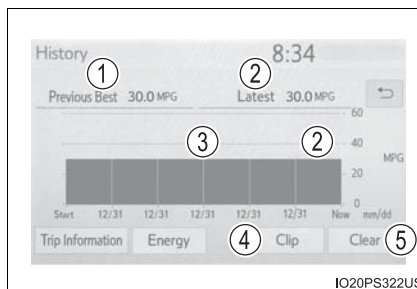 History 8:34
1 2
Previous Best 30.0 MPG Latest 30.0 MPG
60
3 2
40
MPG
20
0
Start 12/31 12/31 12/31 12/31 12/31 Now mm/dd
Trip Information Energy 4 Clip Clear 5
IO20PS322US